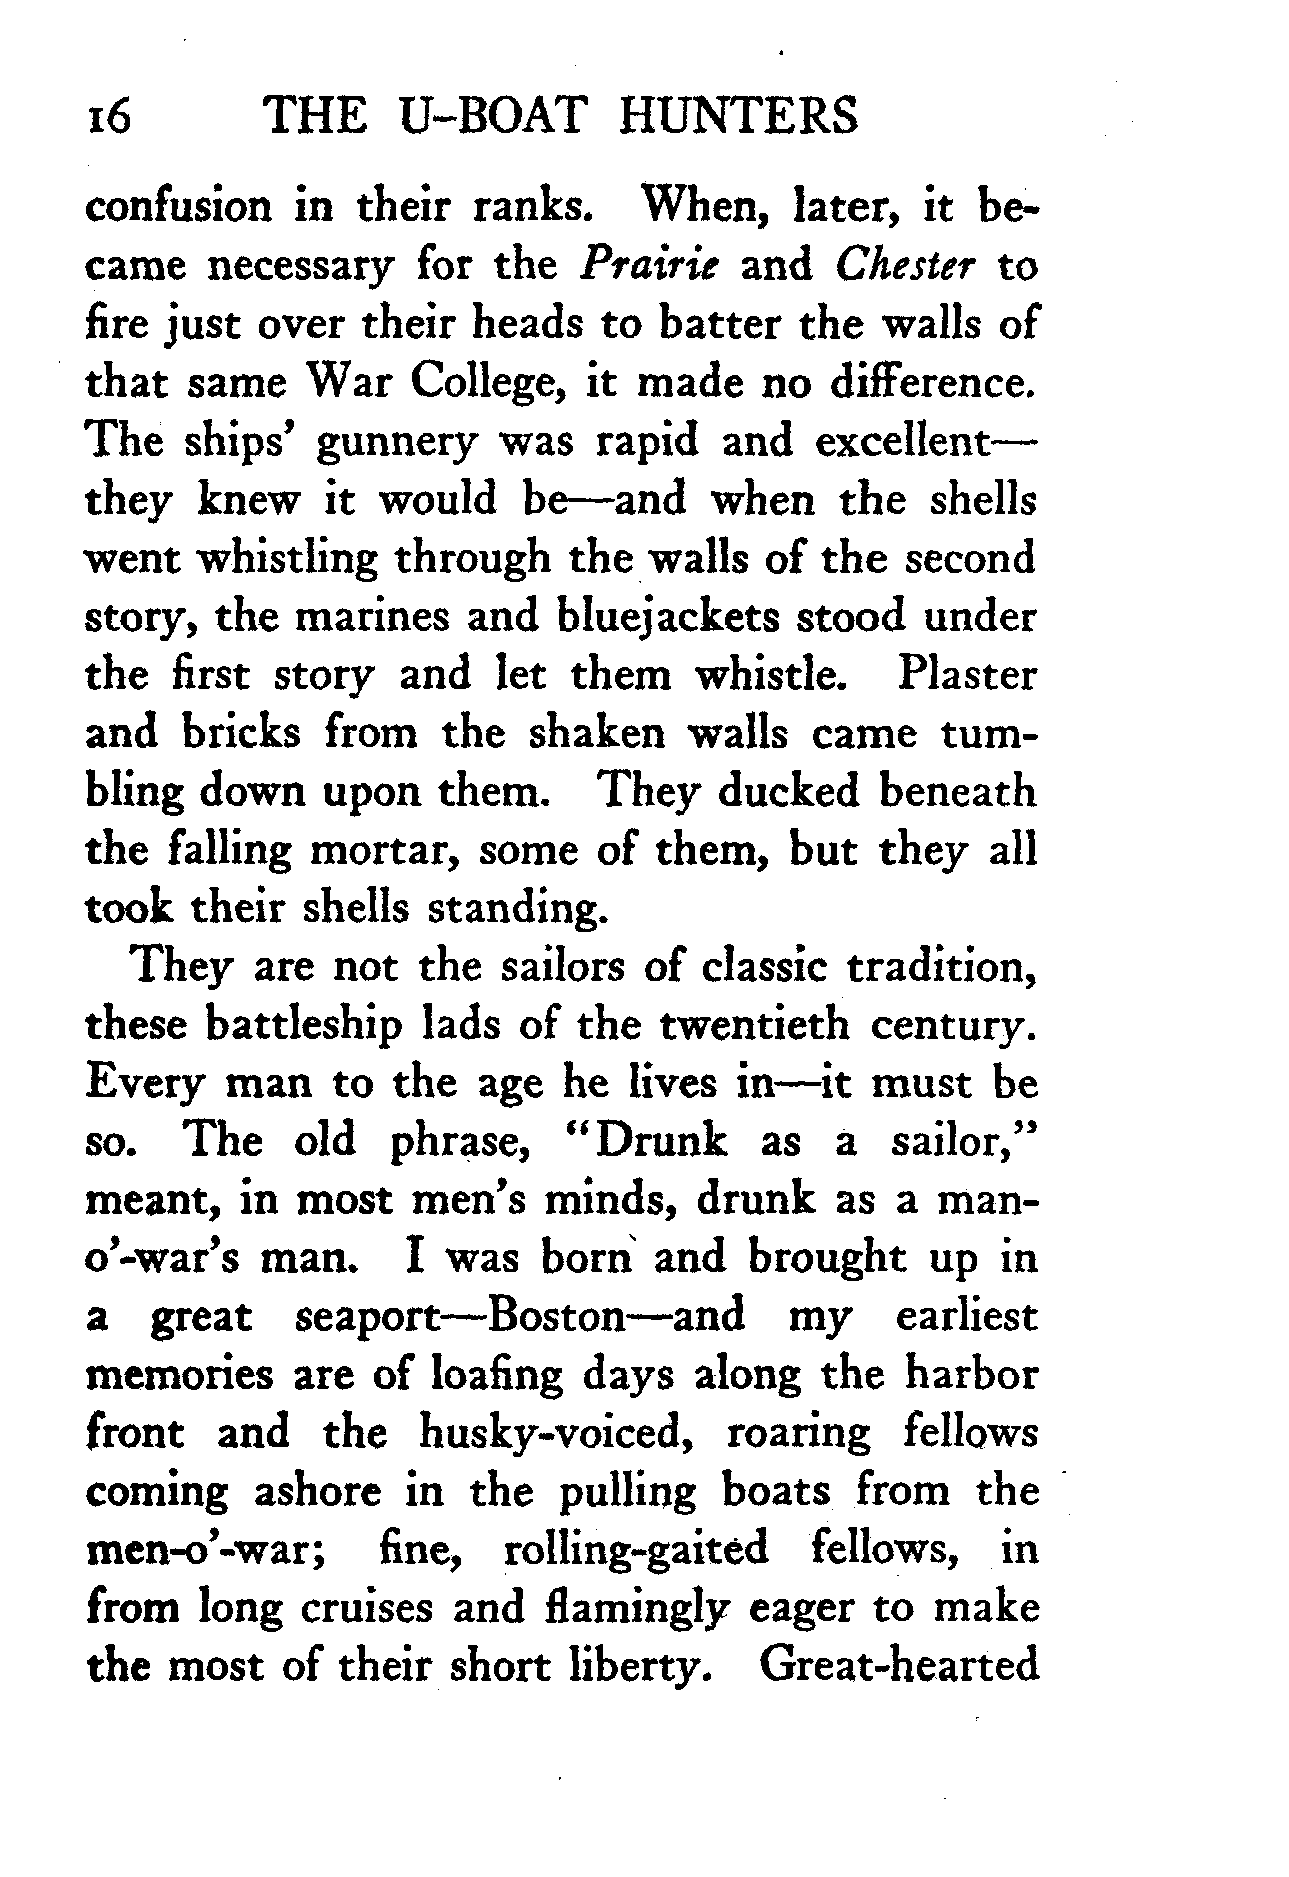 16 THE U-BOAT HUNTERS
confusion in their ranks. When, later, it be-
came necessary for the Prairie and Chester to
fire just over their heads to batter the walls of
that same War College, it made no difference.
The ships' gunnery was rapid and excellent—
they knew it would be—and when the shells
went whistling through the walls of the second
story, the marines and bluejackets stood under
the first story and let them whistle. Plaster
and bricks from the shaken walls came tum-
bling down upon them. They ducked beneath
the falling mortar, some of them, but they all
took their shells standing.
They are not the sailors of classic tradition,
these battleship lads of the twentieth century.
Every man to the age he lives in—it must be
so. The old phrase, "Drunk as a sailor,"
meant, in most men's minds, drunk as a man-
o'-war's man. I was born and brought up in
a great seaport—Boston—and my earliest
memories are of loafing days along the harbor
front and the husky-voiced, roaring fellows
coming ashore in the pulling boats from the
men-o'-war; fine, rolling-gaited fellows, in
from long cruises and flamingly eager to make
the most of their short liberty. Great-hearted